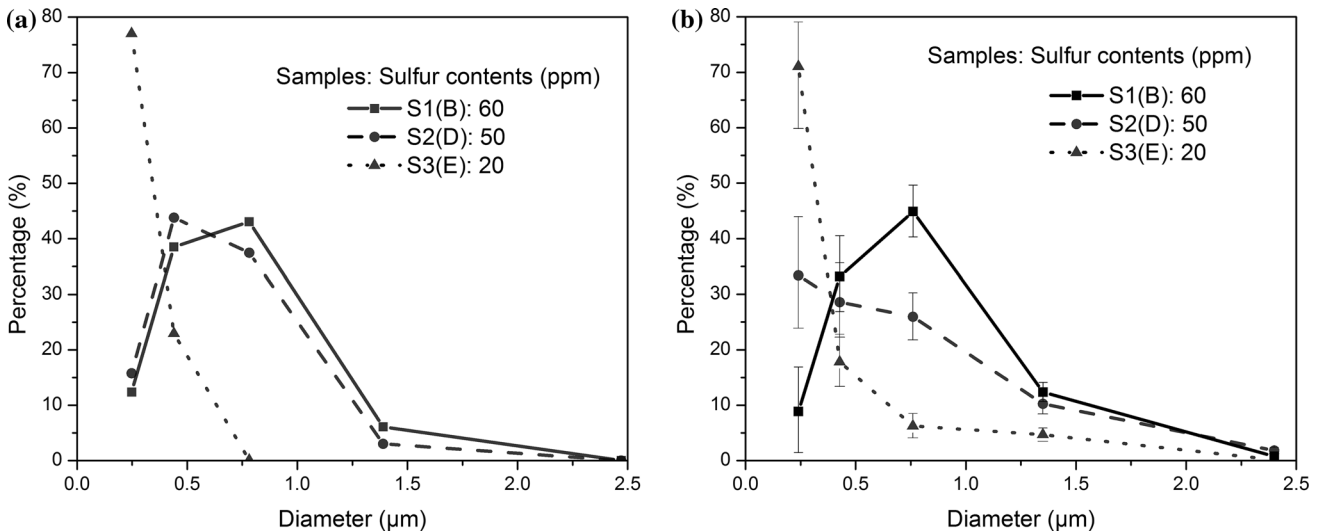 (a)
80
70
60
50
40
30
20
10
0
Percentage (%)
Samples: Sulfur contents (ppm)
S1(B): 60
S2(D): 50
S3(E): 20
0.0 0.5 1.0 1.5 2.0 2.5
Diameter (µm)
(b)
80
70
60
50
40
30
20
10
0
Percentage (%)
Samples: Sulfur contents (ppm)
S1(B): 60
S2(D): 50
S3(E): 20
0.0 0.5 1.0 1.5 2.0 2.5
Diameter (µm)